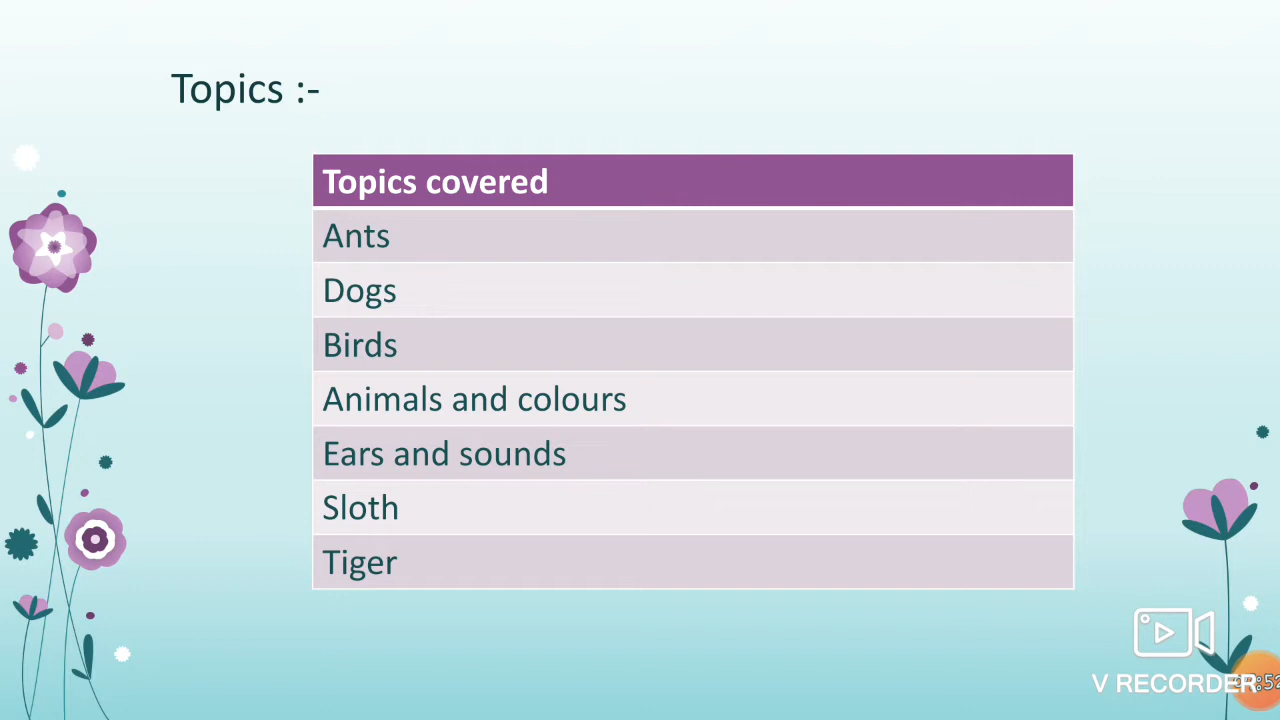 Topics :-
Topics covered
Ants
Dogs
Birds
Animals and colours
Ears and sounds
Sloth
Tiger
V RECORDER